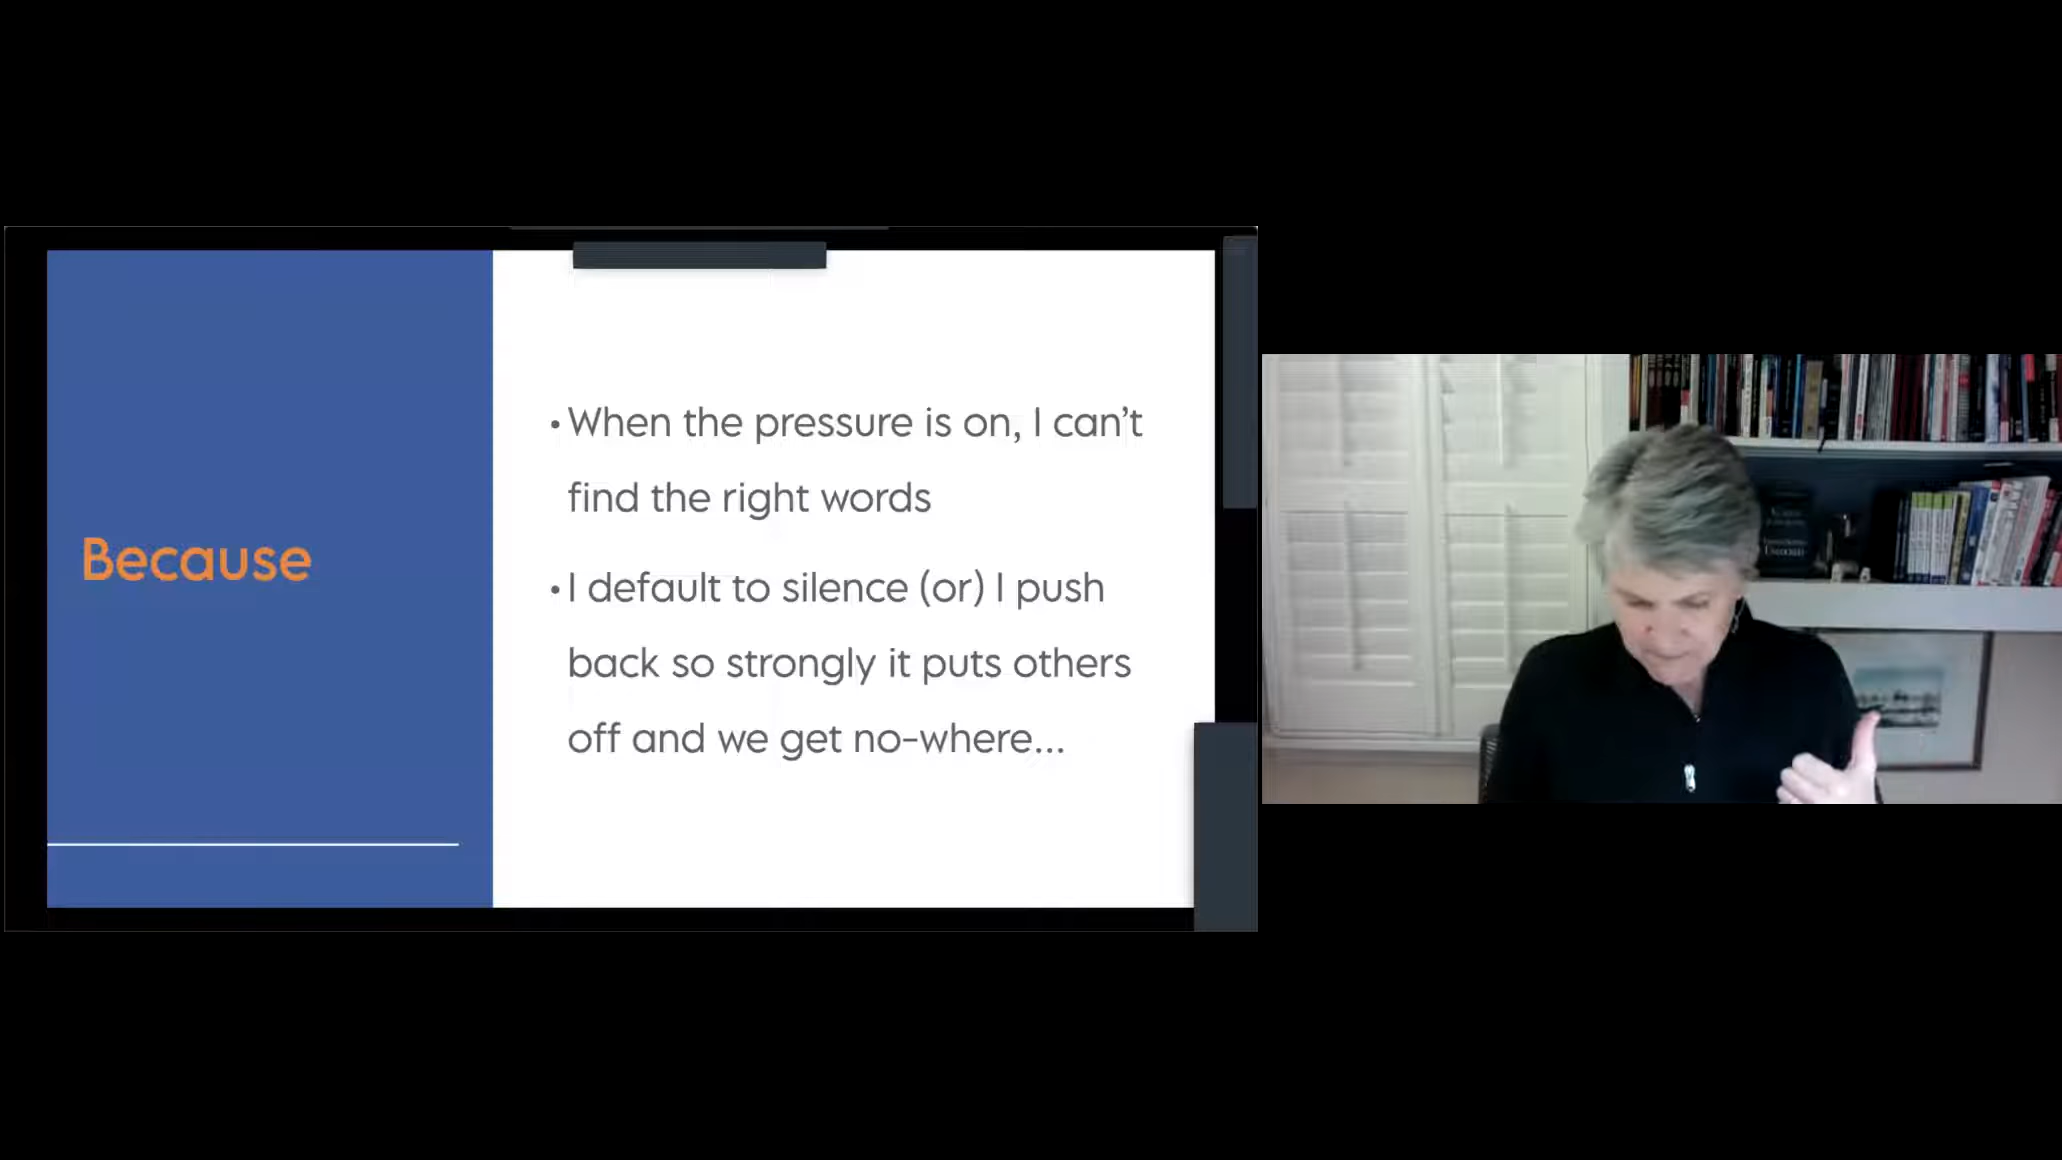 Because
• When the pressure is on, I can’t
find the right words
• I default to silence (or) I push
back so strongly it puts others
off and we get no-where...